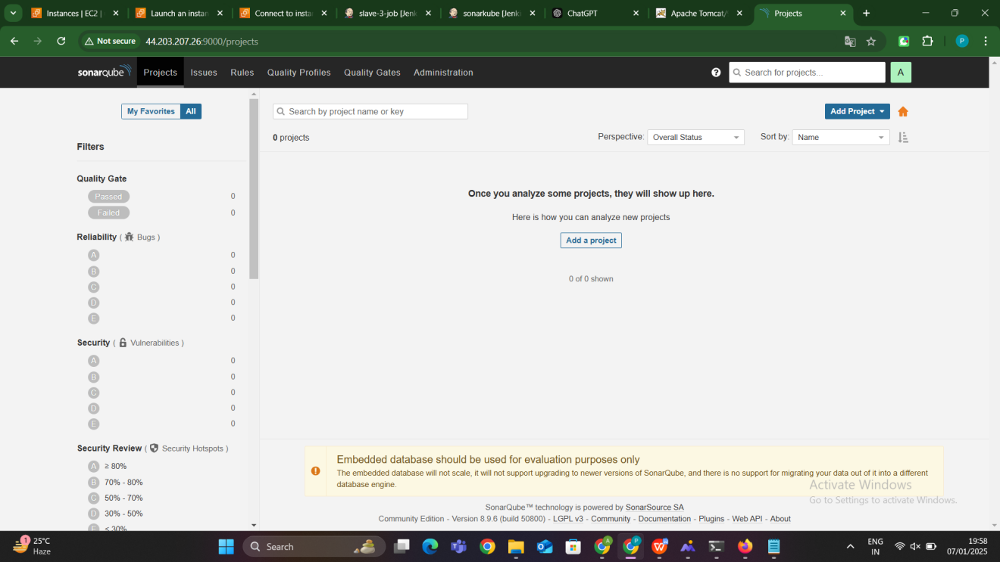 Instances | EC2 |
Launch an instan
Connect to insta
slave-3-job [Jenk
sonarkube [Jenk
ChatGPT
Apache Tomcat/
Projects
Not secure 44.203.207.26:9000/projects
P
sonarqube Projects Issues Rules Quality Profiles Quality Gates Administration
Search for projects...
A
My Favorites All
Search by project name or key
Add Project
0 projects
Perspective: Overall Status
Sort by: Name
Filters
Quality Gate
Passed 0
Failed 0
Reliability ( Bugs )
A 0
B 0
C 0
D 0
E 0
Security ( Vulnerabilities )
A 0
B 0
C 0
D 0
E 0
Security Review ( Security Hotspots )
A ≥ 80%
B 70% - 80%
C 50% - 70%
D 30% - 50%
E < 30%
Once you analyze some projects, they will show up here.
Here is how you can analyze new projects
Add a project
0 of 0 shown
Embedded database should be used for evaluation purposes only
The embedded database will not scale, it will not support upgrading to newer versions of SonarQube, and there is no support for migrating your data out of it into a different
database engine.
Activate Windows
Go to Settings to activate Windows.
SonarQube™ technology is powered by SonarSource SA
Community Edition - Version 8.9.6 (build 50800) - LGPL v3 - Community - Documentation - Plugins - Web API - About
1
25°C
Haze
Search
A
P
ENG
IN
19:58
07/01/2025